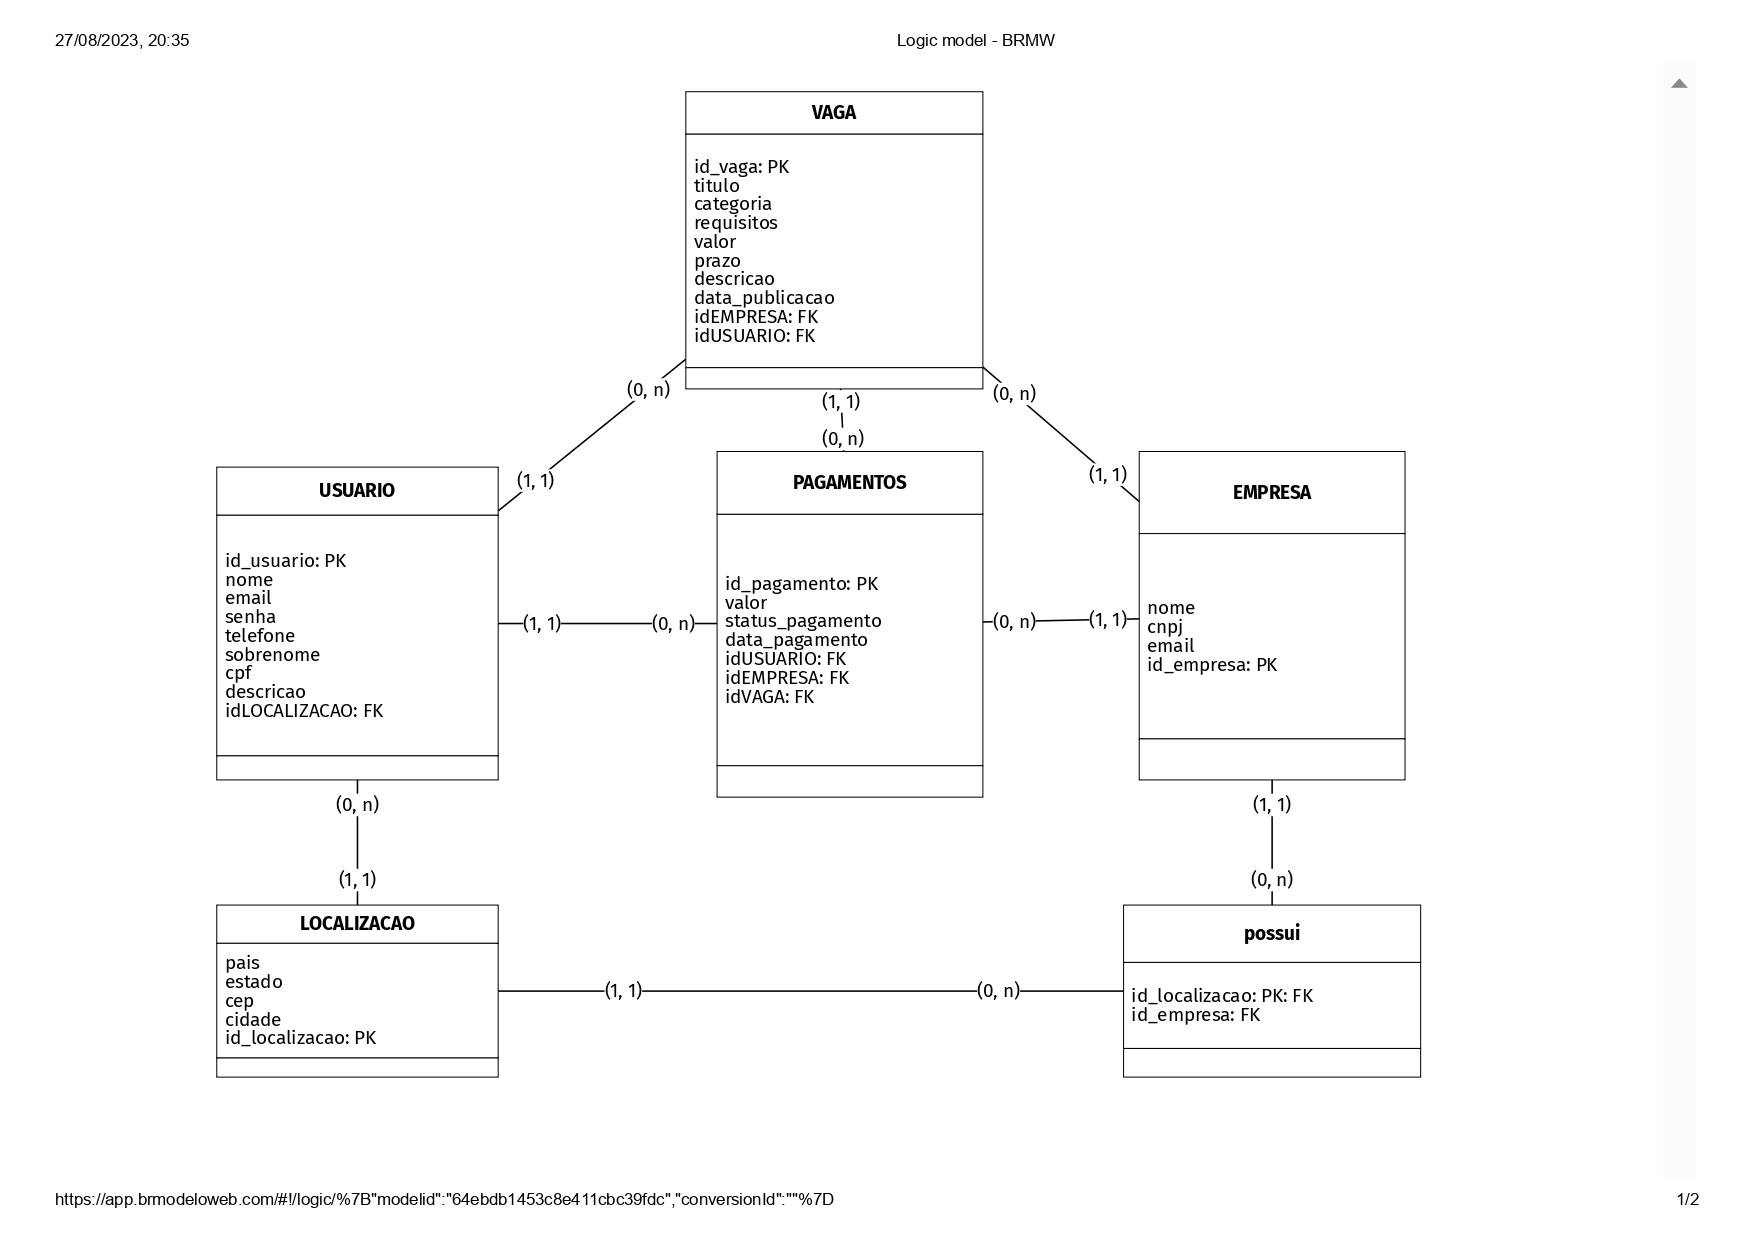 27/08/2023, 20:35
Logic model - BRMW
VAGA
id_vaga: PK
titulo
categoria
requisitos
valor
prazo
descricao
data_publicacao
idEMPRESA: FK
idUSUARIO: FK
(0, n)
(1, 1)
(0, n)
(0, n)
(1, 1)
(1, 1)
USUARIO
id_usuario: PK
nome
email
senha
telefone
sobrenome
cpf
descricao
idLOCALIZACAO: FK
(1, 1)
(0, n)
PAGAMENTOS
id_pagamento: PK
valor
status_pagamento
data_pagamento
idUSUARIO: FK
idEMPRESA: FK
idVAGA: FK
(0, n)
(1, 1)
EMPRESA
nome
cnpj
email
id_empresa: PK
(0, n)
(1, 1)
(1, 1)
(0, n)
LOCALIZACAO
pais
estado
cep
cidade
id_localizacao: PK
(1, 1)
(0, n)
possui
id_localizacao: PK: FK
id_empresa: FK
https://app.brmodeloweb.com/#!/logic/%7B"modelid":"64ebdb1453c8e411cbc39fdc","conversionId":""%7D
1/2